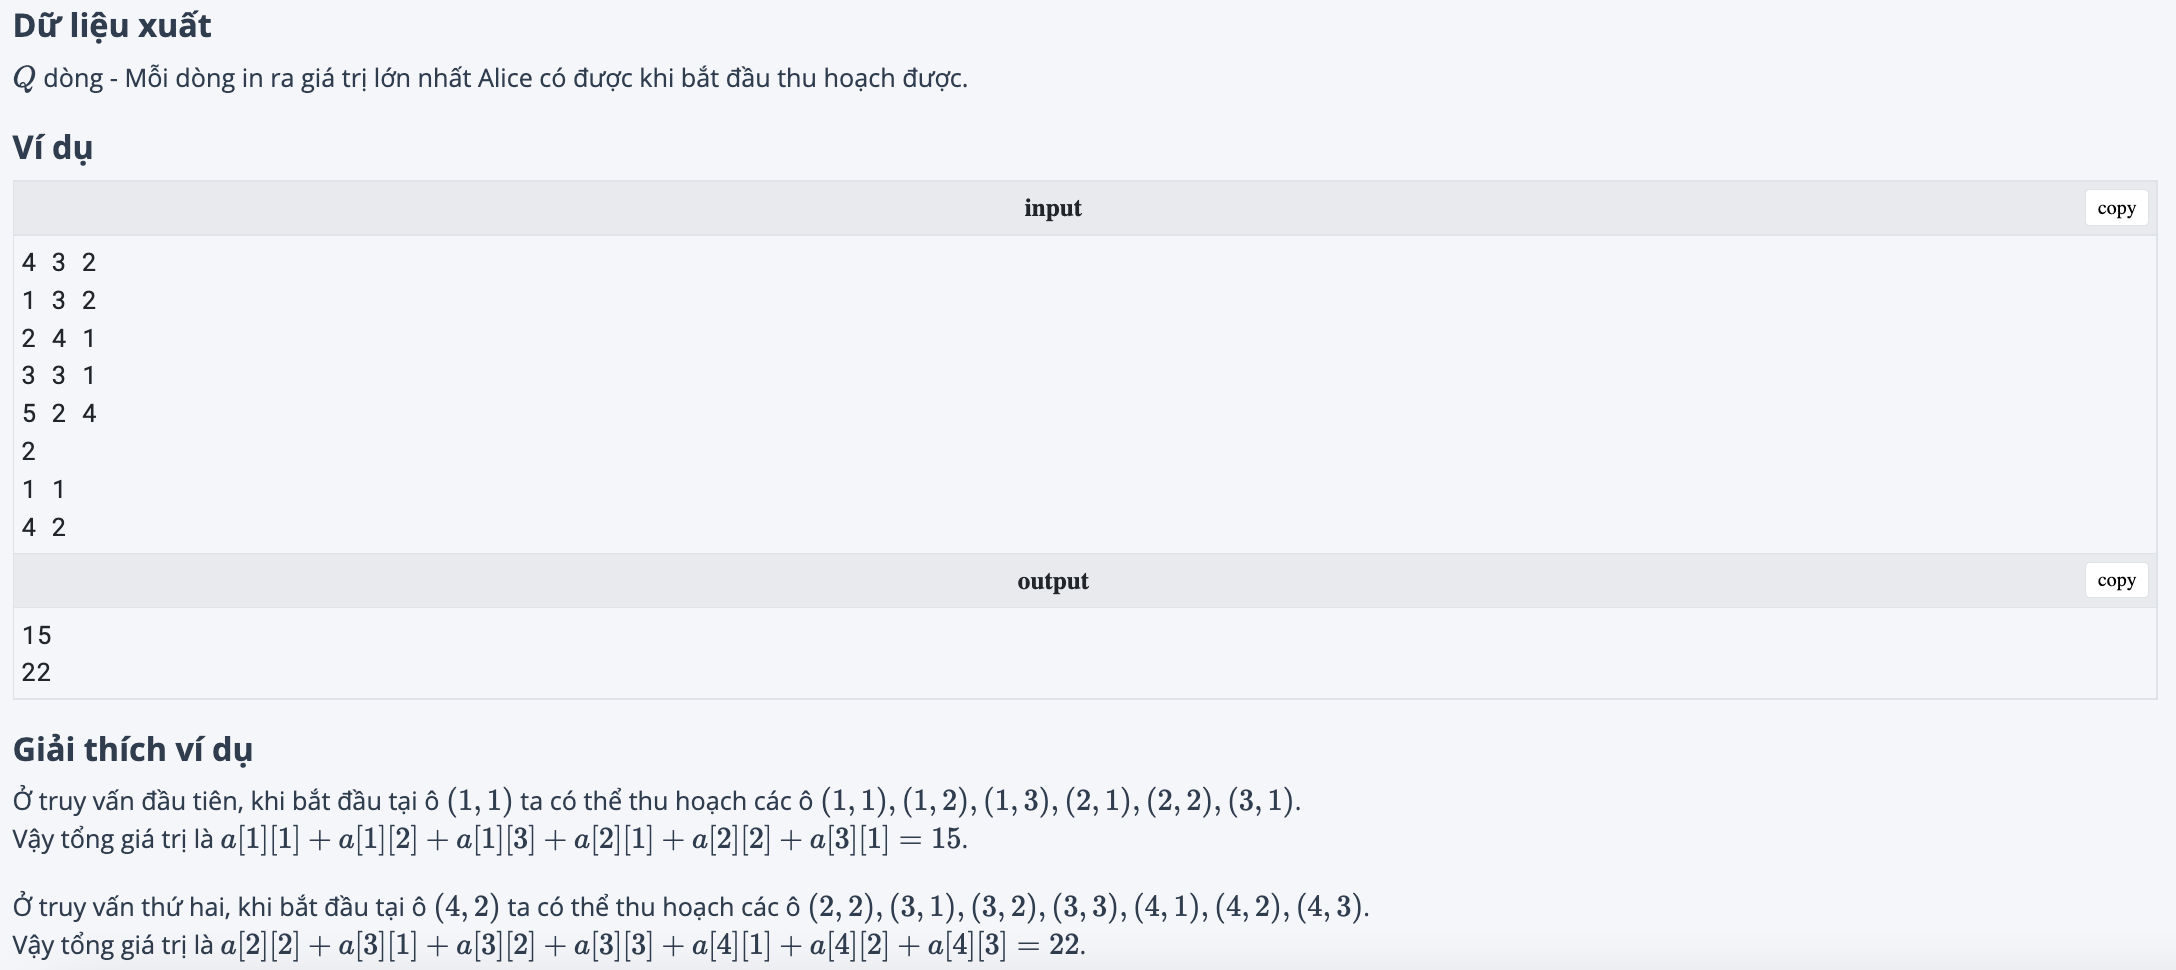 Dữ liệu xuất
Q dòng - Mỗi dòng in ra giá trị lớn nhất Alice có được khi bắt đầu thu hoạch được.
Ví dụ
input
copy
4 3 2
1 3 2
2 4 1
3 3 1
5 2 4
2
1 1
4 2
output
copy
15
22
Giải thích ví dụ
Ở truy vấn đầu tiên, khi bắt đầu tại ô (1, 1) ta có thể thu hoạch các ô (1, 1), (1, 2), (1, 3), (2, 1), (2, 2), (3, 1).
Vậy tổng giá trị là a[1][1] + a[1][2] + a[1][3] + a[2][1] + a[2][2] + a[3][1] = 15.
Ở truy vấn thứ hai, khi bắt đầu tại ô (4, 2) ta có thể thu hoạch các ô (2, 2), (3, 1), (3, 2), (3, 3), (4, 1), (4, 2), (4, 3).
Vậy tổng giá trị là a[2][2] + a[3][1] + a[3][2] + a[3][3] + a[4][1] + a[4][2] + a[4][3] = 22.